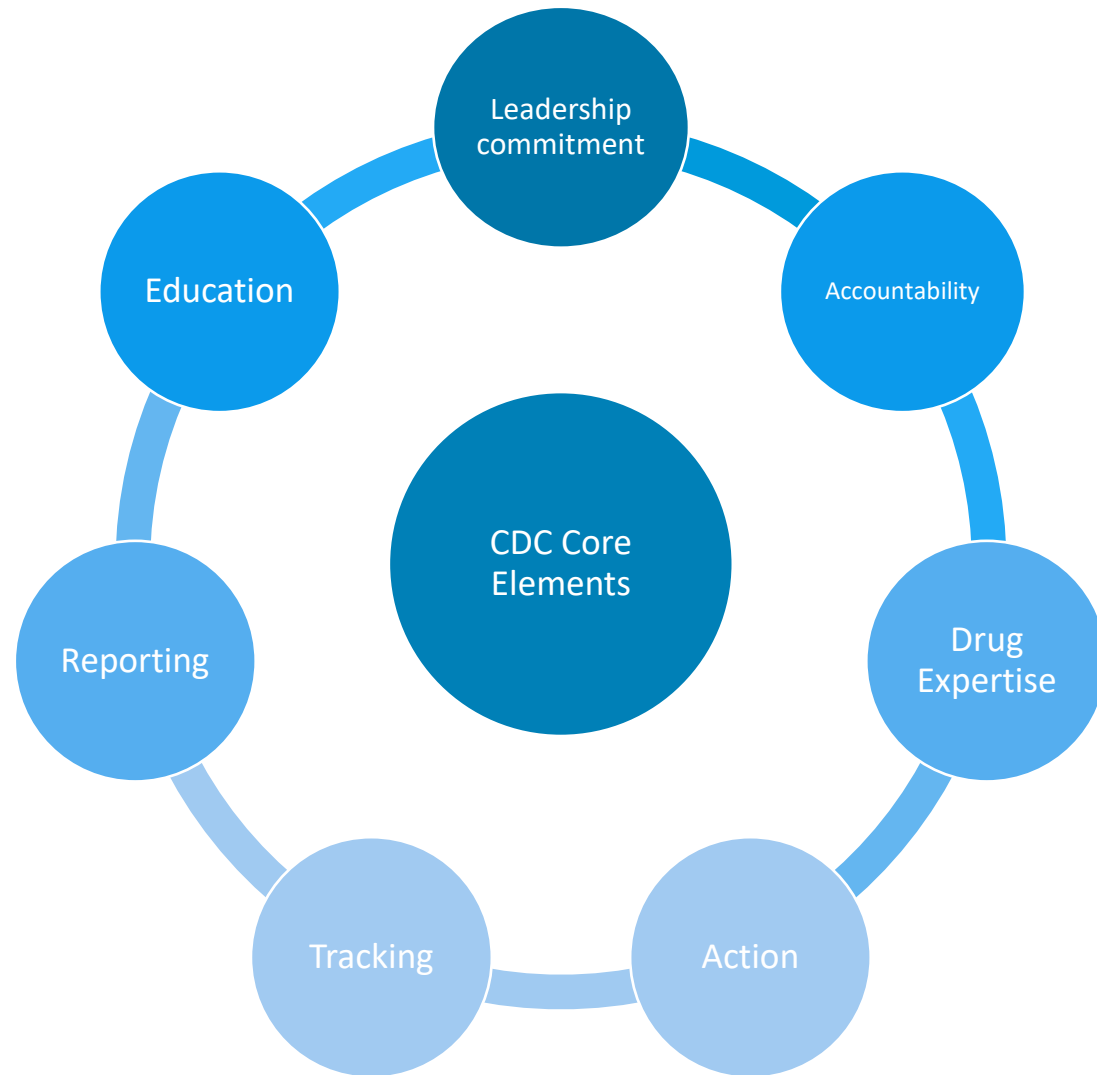 Leadership
commitment
Accountability
Drug
Expertise
Action
Tracking
Reporting
Education
CDC Core
Elements